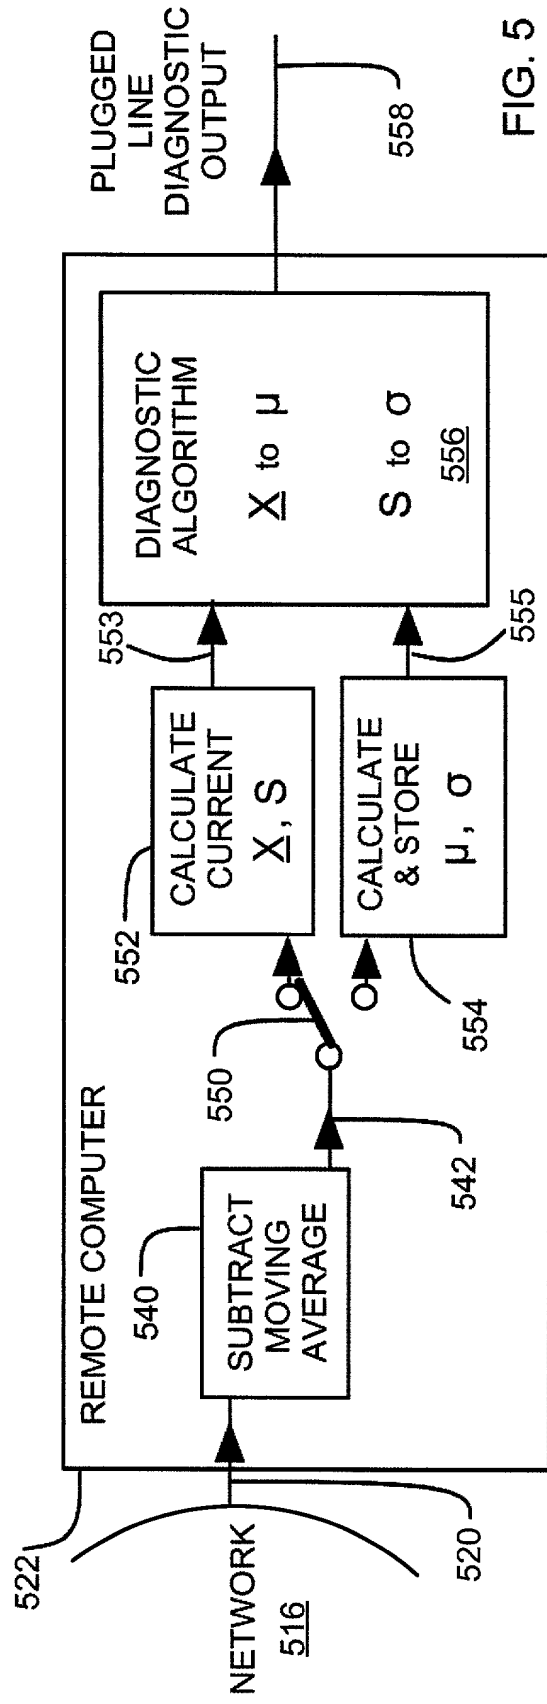 522
REMOTE COMPUTER
NETWORK
516
520
540
SUBTRACT
MOVING
AVERAGE
542
550
552
CALCULATE
CURRENT
X, S
554
CALCULATE
& STORE
μ, σ
553
555
DIAGNOSTIC
ALGORITHM
X to μ
S to σ
556
PLUGGED
LINE
DIAGNOSTIC
OUTPUT
558
FIG. 5